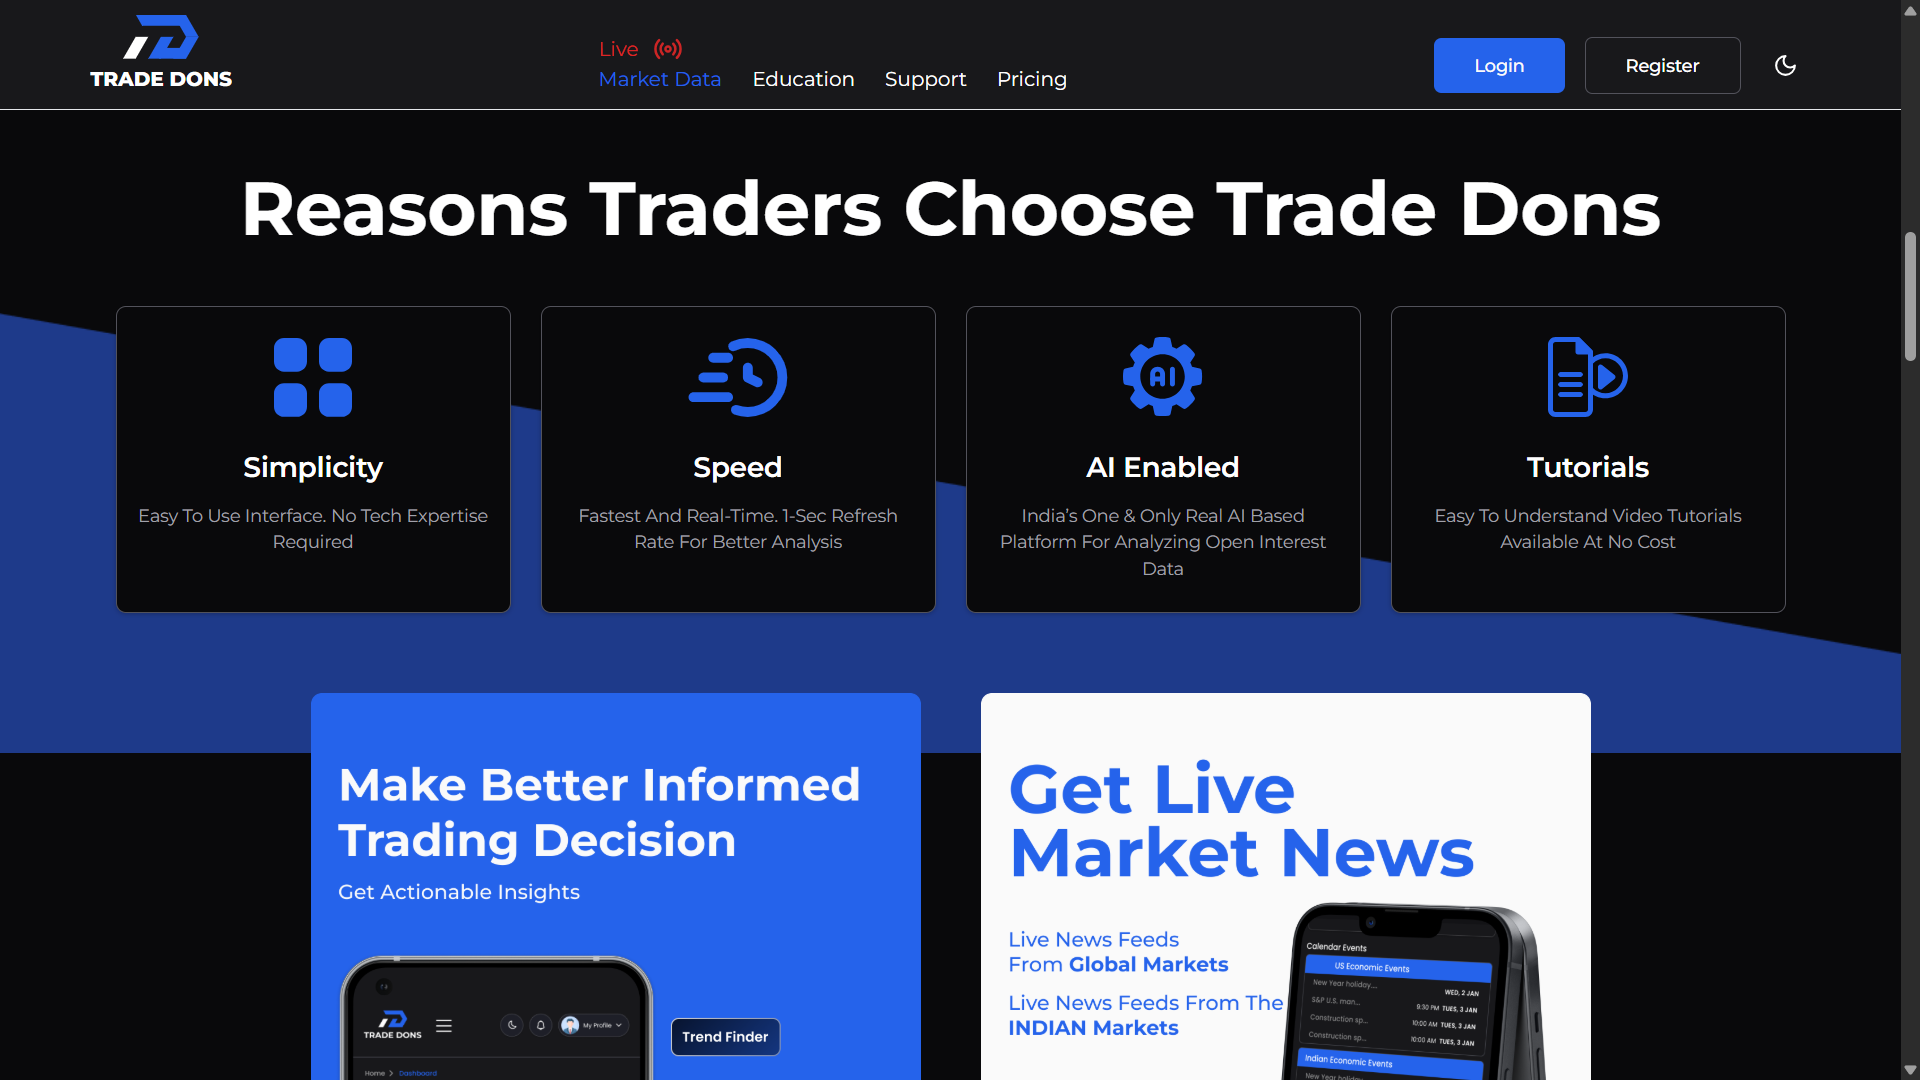 TRADE DONS
Live
Market Data
Education
Support
Pricing
Login
Register
Reasons Traders Choose Trade Dons
Simplicity
Easy To Use Interface. No Tech Expertise
Required
Speed
Fastest And Real-Time. 1-Sec Refresh
Rate For Better Analysis
AI
AI Enabled
India's One & Only Real AI Based
Platform For Analyzing Open Interest
Data
Tutorials
Easy To Understand Video Tutorials
Available At No Cost
Make Better Informed
Trading Decision
Get Actionable Insights
TRADE DONS
My Profile
Home > Dashboard
Trend Finder
Get Live
Market News
Live News Feeds
From Global Markets
Live News Feeds From The
INDIAN Markets
Calendar Events
US Economic Events
New Year holiday....
WED, 2 JAN
S&P U.S. man...
9:30 PM TUES, 3 JAN
Construction sp...
10:00 AM TUES, 3 JAN
Construction sp...
10:00 AM TUES, 3 JAN
Indian Economic Events
New Year holiday